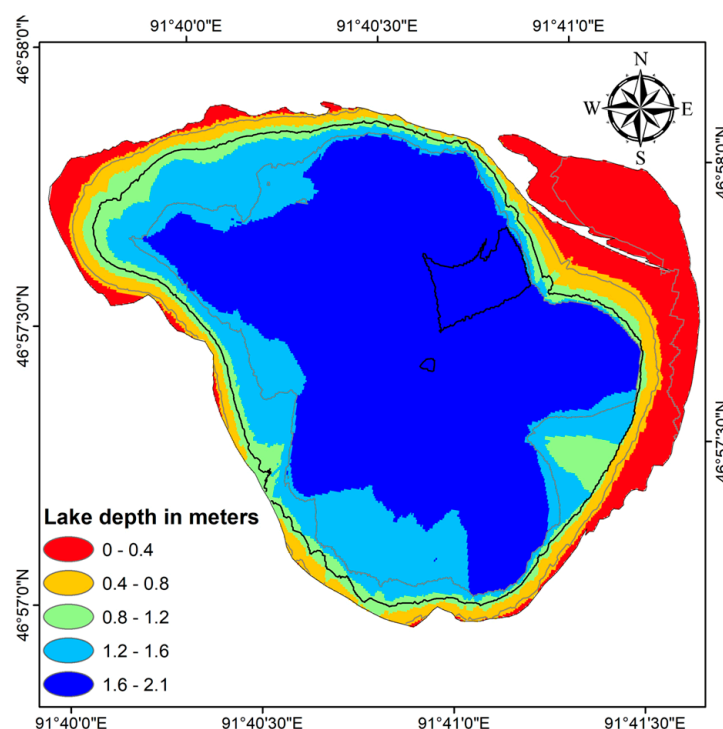 91°40'0"E
91°40'30"E
91°41'0"E
46°58'0"N
46°58'0"N
N
W
E
S
46°57'30"N
46°57'30"N
46°57'0"N
Lake depth in meters
0 - 0.4
0.4 - 0.8
0.8 - 1.2
1.2 - 1.6
1.6 - 2.1
46°57'0"N
91°40'0"E
91°40'30"E
91°41'0"E
91°41'30"E